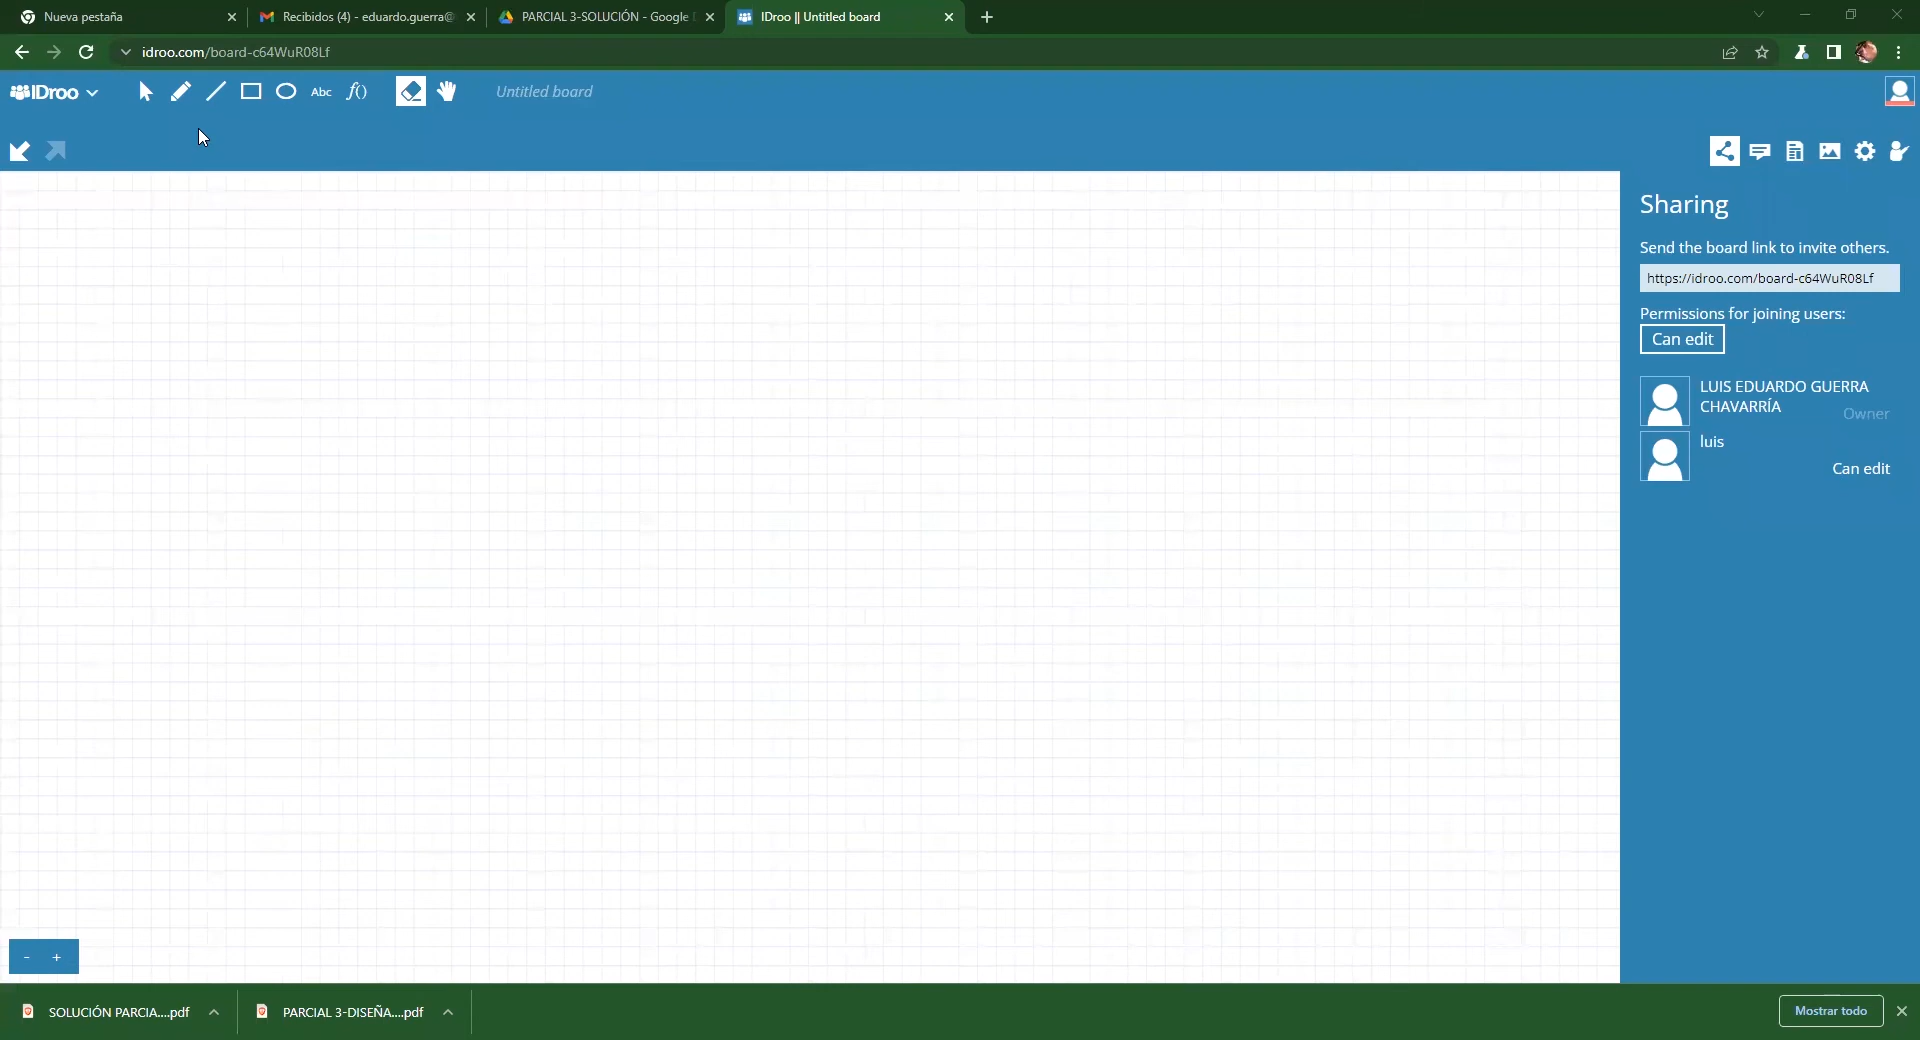 Nueva pestaña
Recibidos (4) - eduardo.guerra@
PARCIAL 3-SOLUCIÓN - Google D
IDroo || Untitled board
idroo.com/board-c64WuR08Lf
IDroo
Abc
f()
Untitled board
Sharing
Send the board link to invite others.
https://idroo.com/board-c64WuR08Lf
Permissions for joining users:
Can edit
LUIS EDUARDO GUERRA
CHAVARRÍA
Owner
luis
Can edit
- +
SOLUCIÓN PARCIA....pdf
PARCIAL 3-DISEÑA....pdf
Mostrar todo